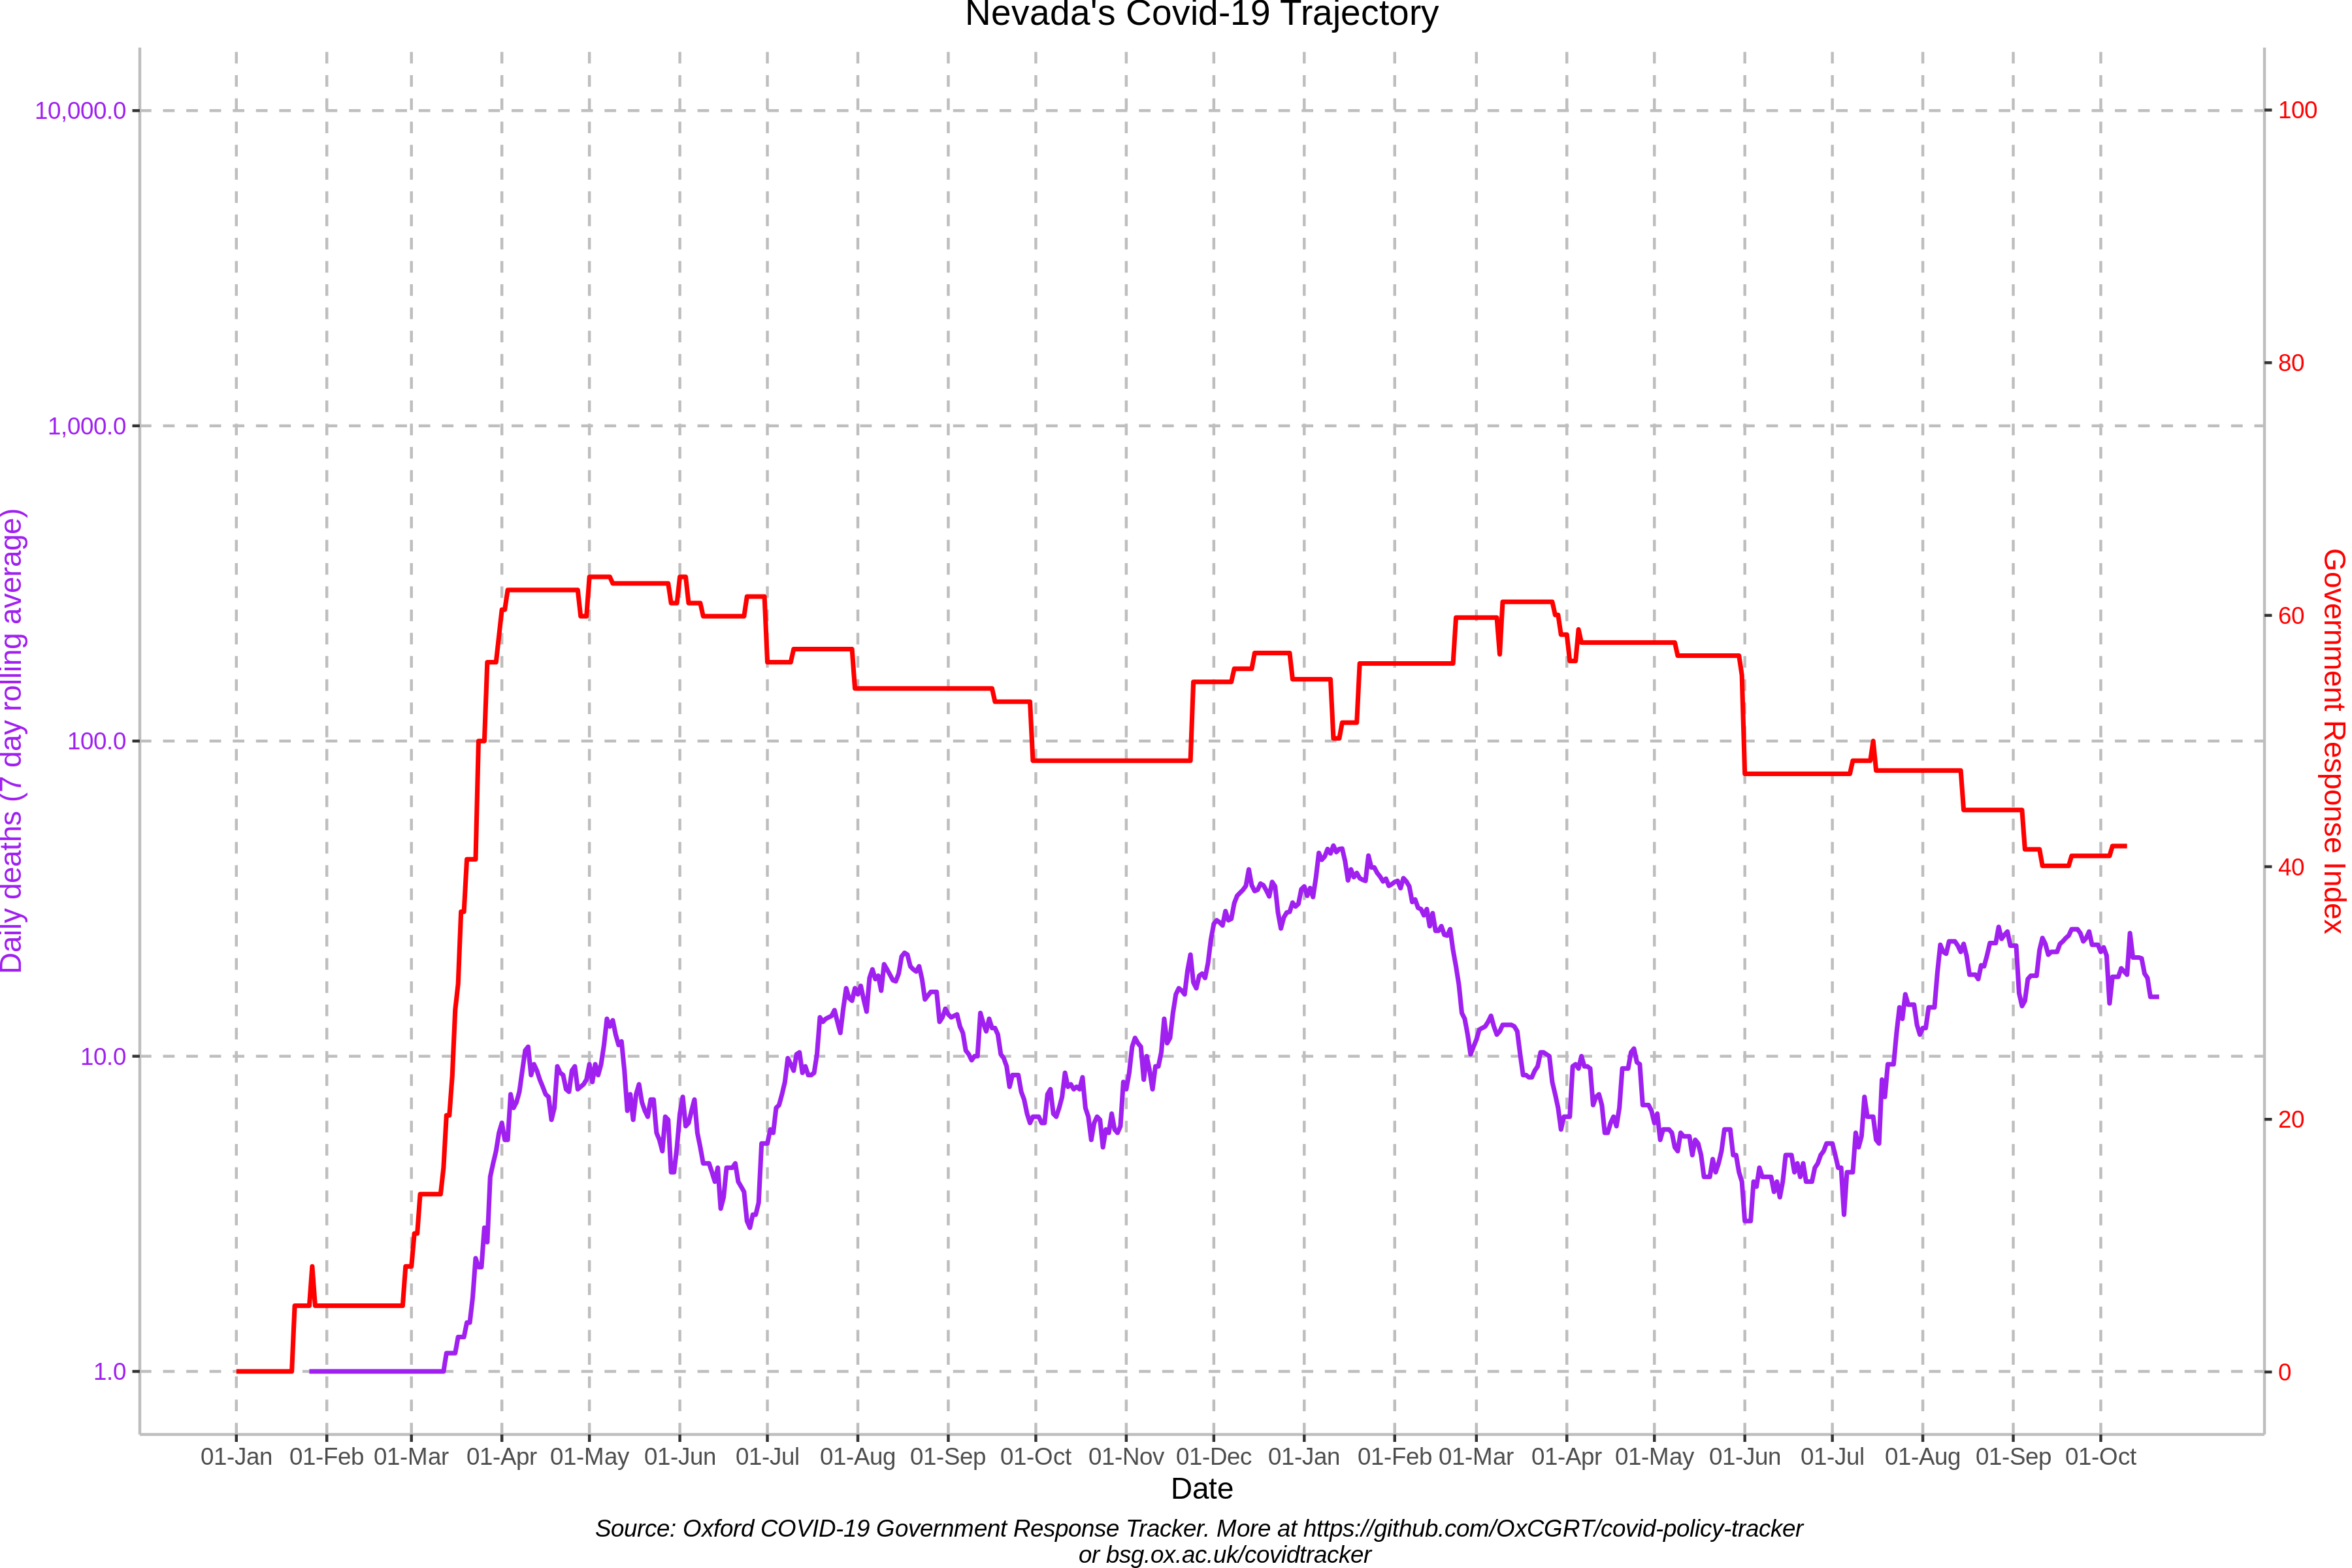 Nevada's Covid-19 Trajectory
10,000.0
1,000.0
100.0
10.0
1.0
Daily deaths (7 day rolling average)
100
80
60
40
20
0
Government Response Index
01-Jan 01-Feb 01-Mar 01-Apr 01-May 01-Jun 01-Jul 01-Aug 01-Sep 01-Oct 01-Nov 01-Dec 01-Jan 01-Feb 01-Mar 01-Apr 01-May 01-Jun 01-Jul 01-Aug 01-Sep 01-Oct
Date
Source: Oxford COVID-19 Government Response Tracker. More at https://github.com/OxCGRT/covid-policy-tracker
or bsg.ox.ac.uk/covidtracker